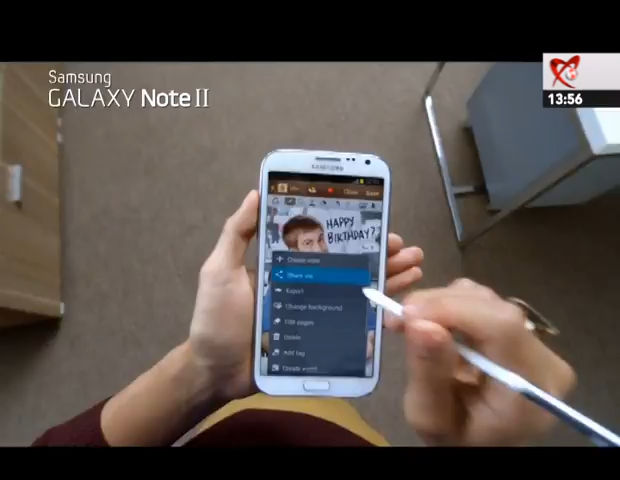 Samsung
GALAXY Note II
13:56
SAMSUNG
Save
HAPPY
BIRTHDAY?
Create note
Share via
Export
Change background
Edit pages
Delete
Add tag